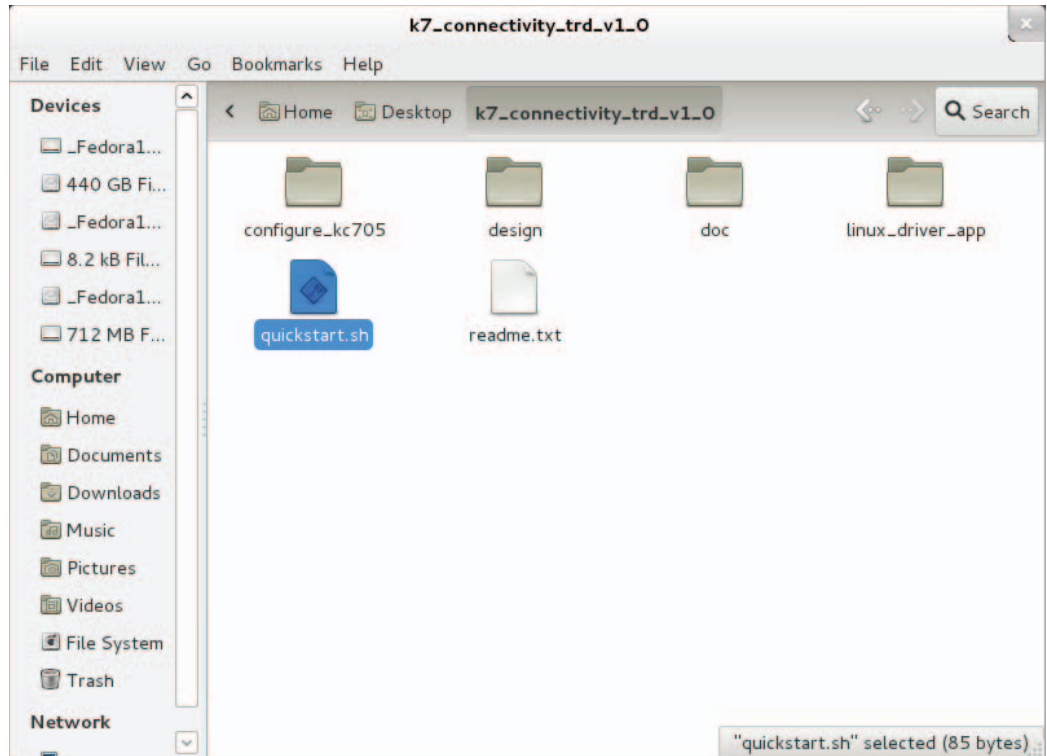 k7_connectivity_trd_v1_0
File Edit View Go Bookmarks Help
Devices
_Fedora1...
440 GB Fi...
_Fedora1...
8.2 kB Fil...
_Fedora1...
712 MB F...
Computer
Home
Documents
Downloads
Music
Pictures
Videos
File System
Trash
Network
Home Desktop k7_connectivity_trd_v1_0 Search
configure_kc705 design doc linux_driver_app
quickstart.sh readme.txt
"quickstart.sh" selected (85 bytes)